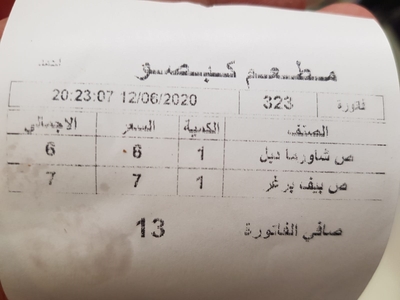 مطعم كنبعدو
فاتورة 323 12/06/2020 20:23:07
الصنف الكمية السعر الاجمالي
ص شاورما دبل 1 6 6
ص بيف برغر 1 7 7
صافي الفاتورة 13